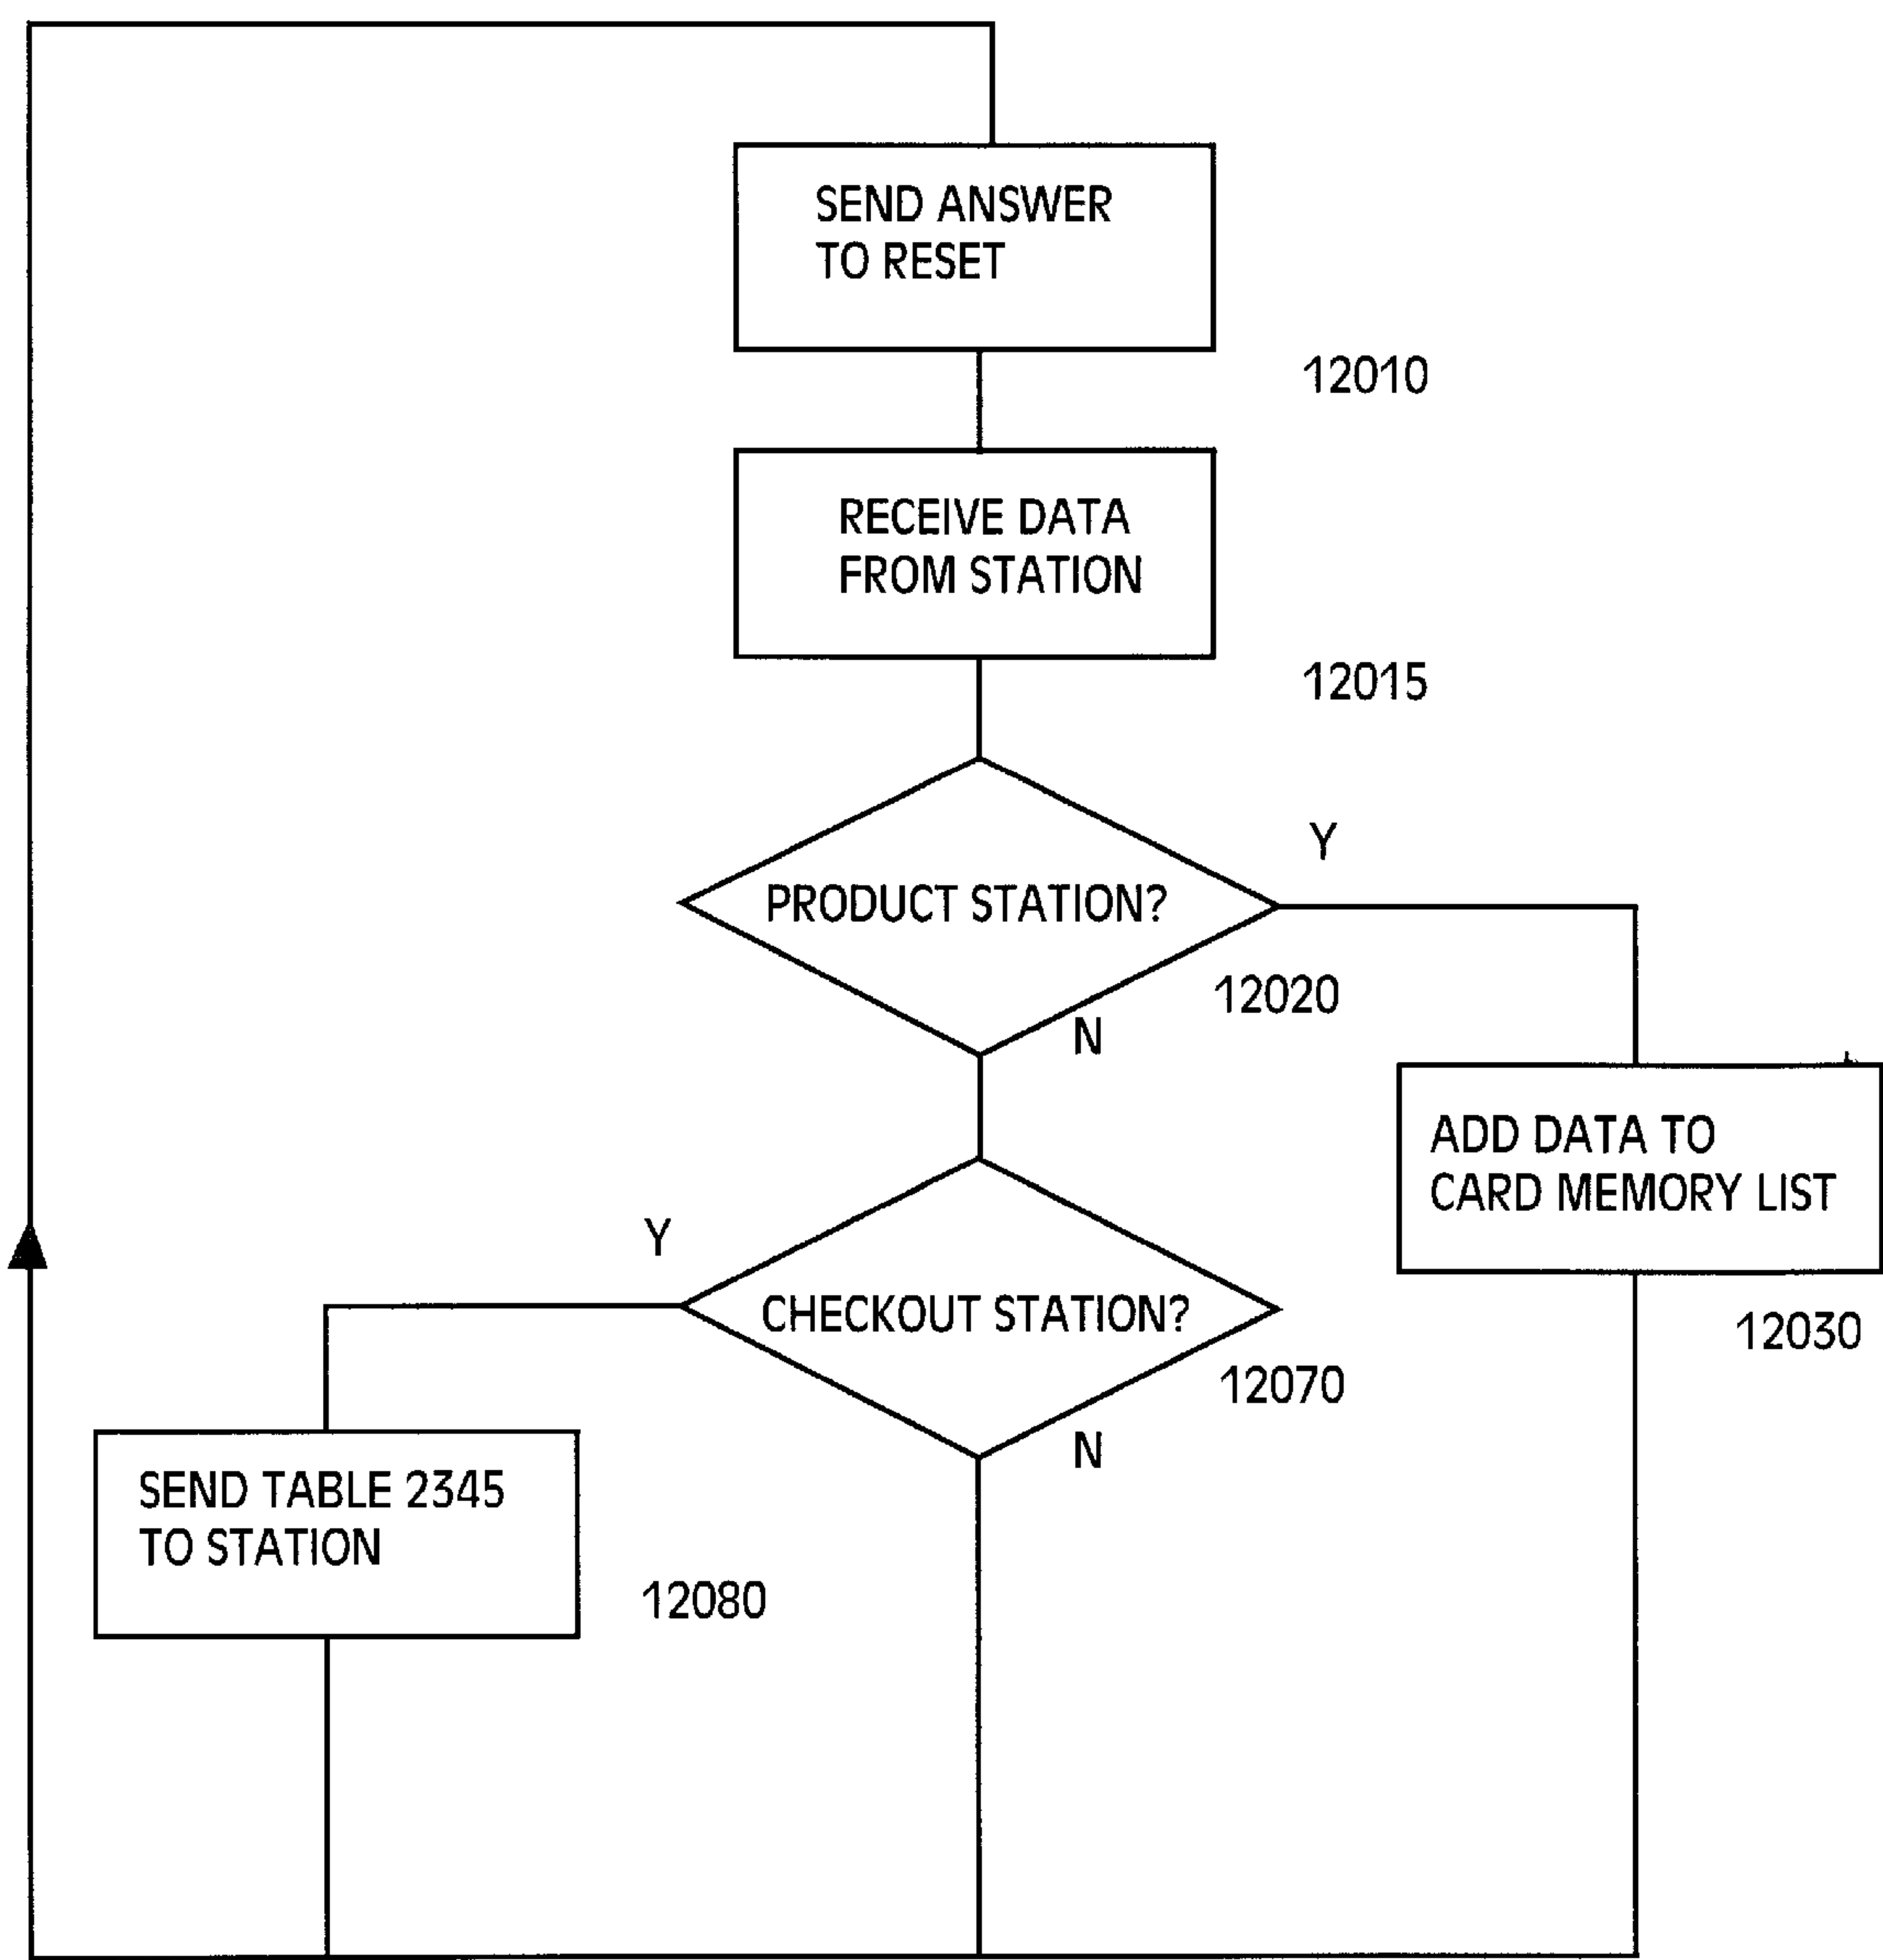 SEND ANSWER
TO RESET
12010
RECEIVE DATA
FROM STATION
12015
PRODUCT STATION?
Y
12020
N
ADD DATA TO
CARD MEMORY LIST
12030
Y
CHECKOUT STATION?
12070
N
SEND TABLE 2345
TO STATION
12080